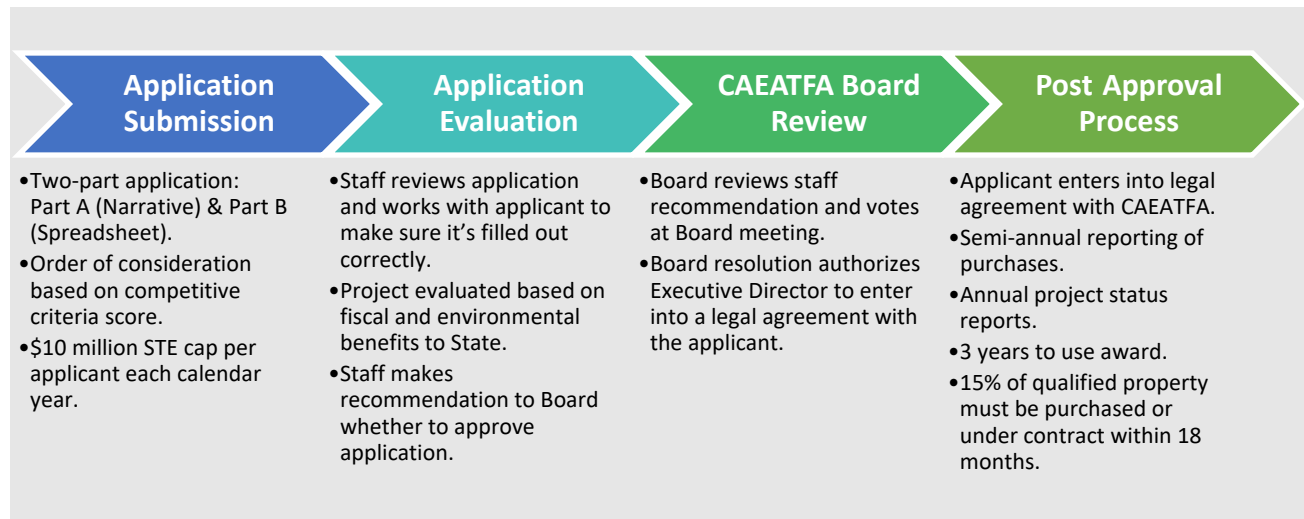 Application
Submission
•Two-part application:
Part A (Narrative) & Part B
(Spreadsheet).
•Order of consideration
based on competitive
criteria score.
•$10 million STE cap per
applicant each calendar
year.
Application
Evaluation
•Staff reviews application
and works with applicant to
make sure it’s filled out
correctly.
•Project evaluated based on
fiscal and environmental
benefits to State.
•Staff makes
recommendation to Board
whether to approve
application.
CAEATFA Board
Review
•Board reviews staff
recommendation and votes
at Board meeting.
•Board resolution authorizes
Executive Director to enter
into a legal agreement with
the applicant.
Post Approval
Process
•Applicant enters into legal
agreement with CAEATFA.
•Semi-annual reporting of
purchases.
•Annual project status
reports.
•3 years to use award.
•15% of qualified property
must be purchased or
under contract within 18
months.